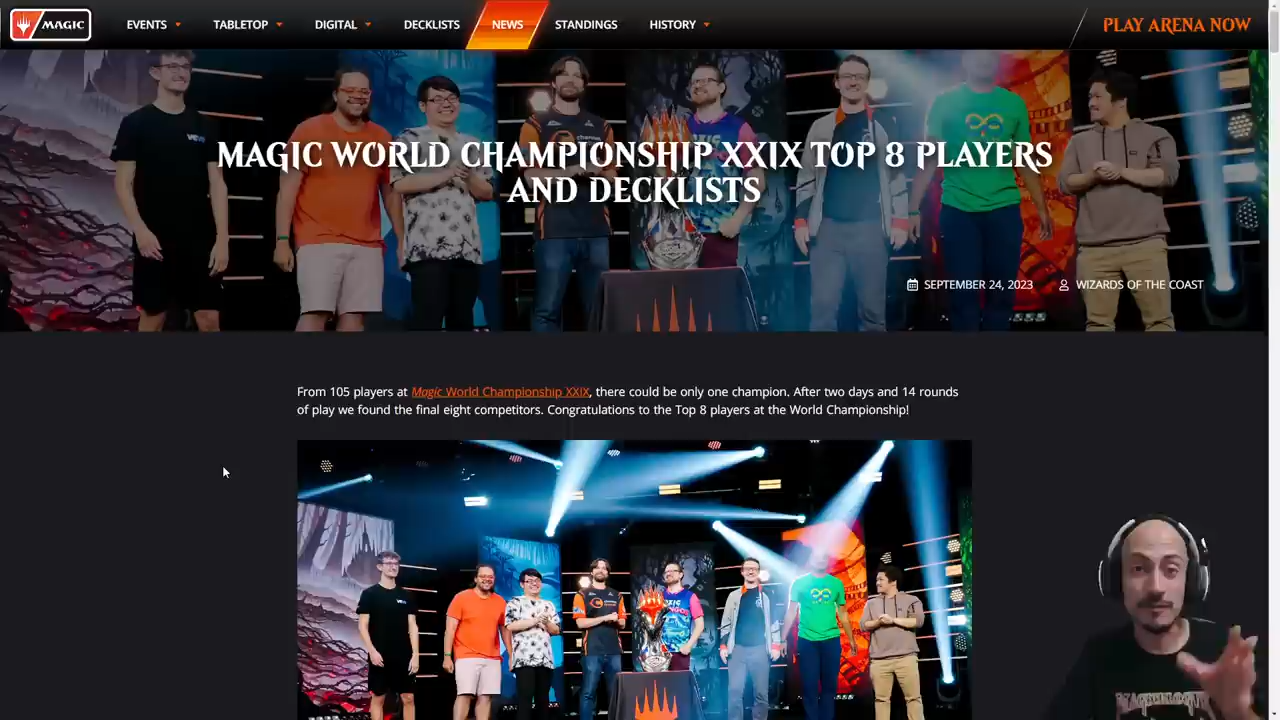 MAGIC
EVENTS
TABLETOP
DIGITAL
DECKLISTS
NEWS
STANDINGS
HISTORY
PLAY ARENA NOW
MAGIC WORLD CHAMPIONSHIP XXIX TOP 8 PLAYERS
AND DECKLISTS
SEPTEMBER 24, 2023
WIZARDS OF THE COAST
From 105 players at Magic World Championship XXIX, there could be only one champion. After two days and 14 rounds
of play we found the final eight competitors. Congratulations to the Top 8 players at the World Championship!